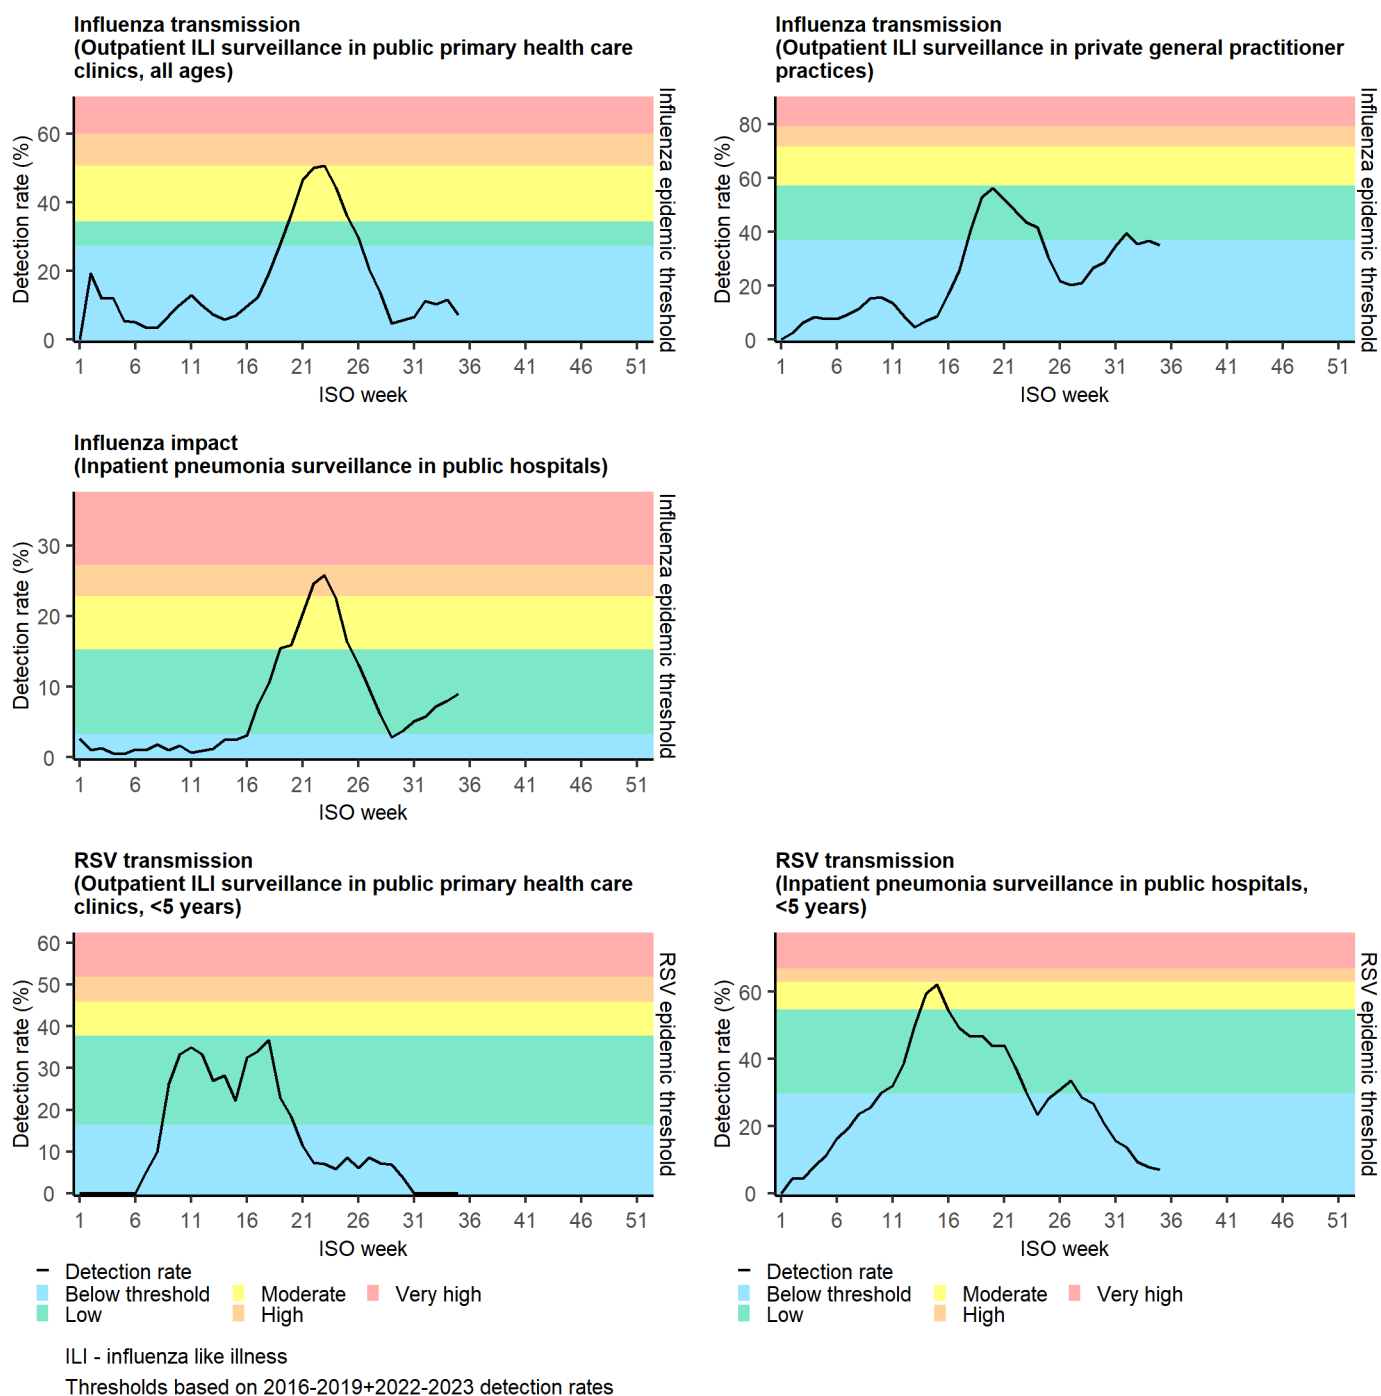 Influenza transmission
(Outpatient ILI surveillance in public primary health care
clinics, all ages)
Detection rate (%)
60
40
20
0
1 6 11 16 21 26 31 36 41 46 51
ISO week
Influenza epidemic threshold
Influenza transmission
(Outpatient ILI surveillance in private general practitioner
practices)
Detection rate (%)
80
60
40
20
0
1 6 11 16 21 26 31 36 41 46 51
ISO week
Influenza epidemic threshold
Influenza impact
(Inpatient pneumonia surveillance in public hospitals)
Detection rate (%)
30
20
10
0
1 6 11 16 21 26 31 36 41 46 51
ISO week
Influenza epidemic threshold
RSV transmission
(Outpatient ILI surveillance in public primary health care
clinics, <5 years)
Detection rate (%)
60
50
40
30
20
10
0
1 6 11 16 21 26 31 36 41 46 51
ISO week
RSV epidemic threshold
RSV transmission
(Inpatient pneumonia surveillance in public hospitals,
<5 years)
Detection rate (%)
60
40
20
0
1 6 11 16 21 26 31 36 41 46 51
ISO week
RSV epidemic threshold
Detection rate
Below threshold Moderate Very high
Low High
Detection rate
Below threshold Moderate Very high
Low High
ILI - influenza like illness
Thresholds based on 2016-2019+2022-2023 detection rates